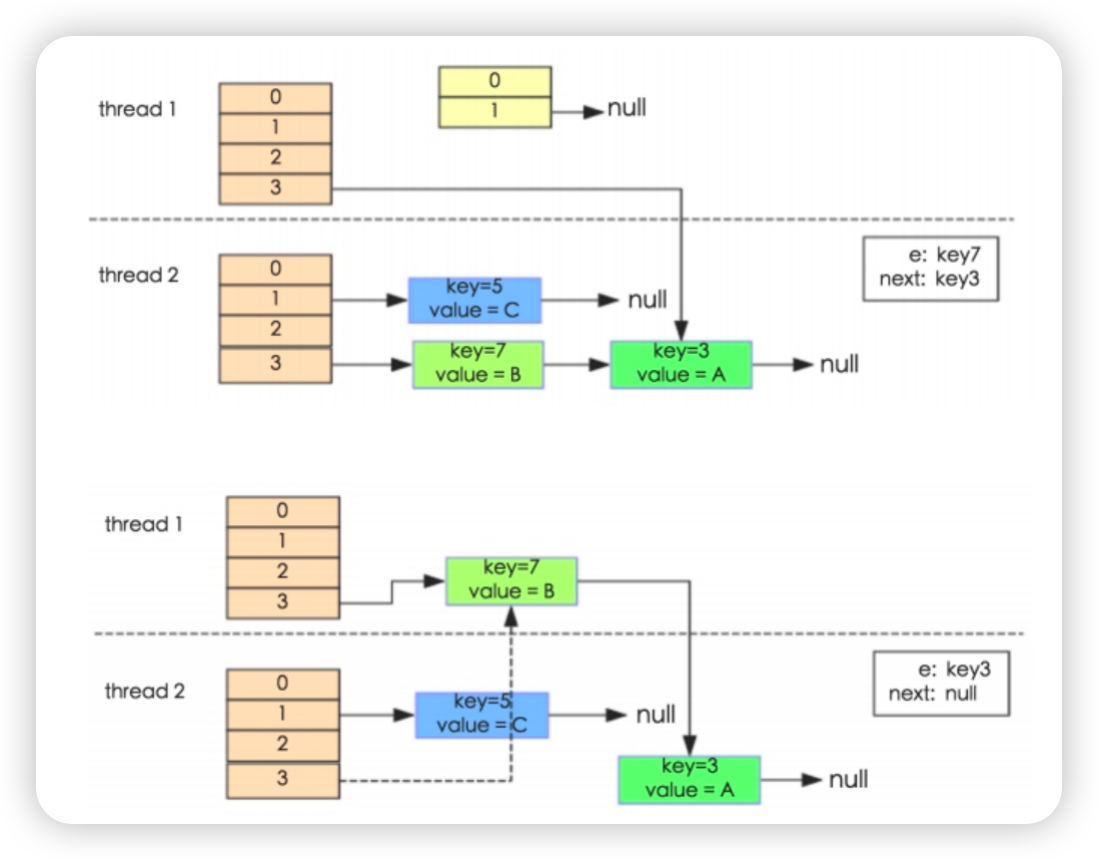 thread 1
0
1
2
3
0
1
null
thread 2
0
1
2
3
key=5
value = C
null
key=7
value = B
key=3
value = A
null
e: key7
next: key3
thread 1
0
1
2
3
key=7
value = B
thread 2
0
1
2
3
key=5
value = C
null
key=3
value = A
null
e: key3
next: null